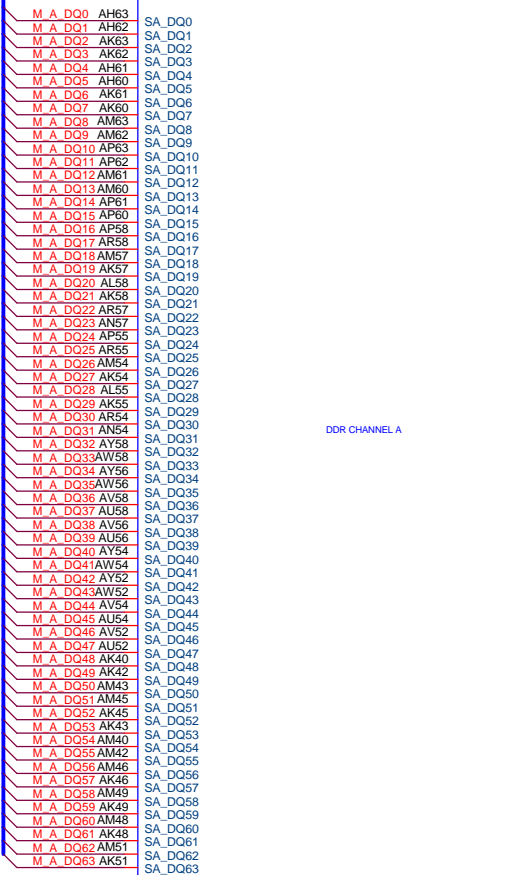 M_A_DQ0 AH63 SA_DQ0
M_A_DQ1 AH62 SA_DQ1
M_A_DQ2 AK63 SA_DQ2
M_A_DQ3 AK62 SA_DQ3
M_A_DQ4 AH61 SA_DQ4
M_A_DQ5 AH60 SA_DQ5
M_A_DQ6 AK61 SA_DQ6
M_A_DQ7 AK60 SA_DQ7
M_A_DQ8 AM63 SA_DQ8
M_A_DQ9 AM62 SA_DQ9
M_A_DQ10 AP63 SA_DQ10
M_A_DQ11 AP62 SA_DQ11
M_A_DQ12 AM61 SA_DQ12
M_A_DQ13 AM60 SA_DQ13
M_A_DQ14 AP61 SA_DQ14
M_A_DQ15 AP60 SA_DQ15
M_A_DQ16 AP58 SA_DQ16
M_A_DQ17 AR58 SA_DQ17
M_A_DQ18 AM57 SA_DQ18
M_A_DQ19 AK57 SA_DQ19
M_A_DQ20 AL58 SA_DQ20
M_A_DQ21 AK58 SA_DQ21
M_A_DQ22 AR57 SA_DQ22
M_A_DQ23 AN57 SA_DQ23
M_A_DQ24 AP55 SA_DQ24
M_A_DQ25 AR55 SA_DQ25
M_A_DQ26 AM54 SA_DQ26
M_A_DQ27 AK54 SA_DQ27
M_A_DQ28 AL55 SA_DQ28
M_A_DQ29 AK55 SA_DQ29
M_A_DQ30 AR54 SA_DQ30
M_A_DQ31 AN54 SA_DQ31
DDR CHANNEL A
M_A_DQ32 AY58 SA_DQ32
M_A_DQ33 AW58 SA_DQ33
M_A_DQ34 AY56 SA_DQ34
M_A_DQ35 AW56 SA_DQ35
M_A_DQ36 AV58 SA_DQ36
M_A_DQ37 AU58 SA_DQ37
M_A_DQ38 AV56 SA_DQ38
M_A_DQ39 AU56 SA_DQ39
M_A_DQ40 AY54 SA_DQ40
M_A_DQ41 AW54 SA_DQ41
M_A_DQ42 AY52 SA_DQ42
M_A_DQ43 AW52 SA_DQ43
M_A_DQ44 AV54 SA_DQ44
M_A_DQ45 AU54 SA_DQ45
M_A_DQ46 AV52 SA_DQ46
M_A_DQ47 AU52 SA_DQ47
M_A_DQ48 AK40 SA_DQ48
M_A_DQ49 AK42 SA_DQ49
M_A_DQ50 AM43 SA_DQ50
M_A_DQ51 AM45 SA_DQ51
M_A_DQ52 AK45 SA_DQ52
M_A_DQ53 AK43 SA_DQ53
M_A_DQ54 AM40 SA_DQ54
M_A_DQ55 AM42 SA_DQ55
M_A_DQ56 AM46 SA_DQ56
M_A_DQ57 AK46 SA_DQ57
M_A_DQ58 AM49 SA_DQ58
M_A_DQ59 AK49 SA_DQ59
M_A_DQ60 AM48 SA_DQ60
M_A_DQ61 AK48 SA_DQ61
M_A_DQ62 AM51 SA_DQ62
M_A_DQ63 AK51 SA_DQ63